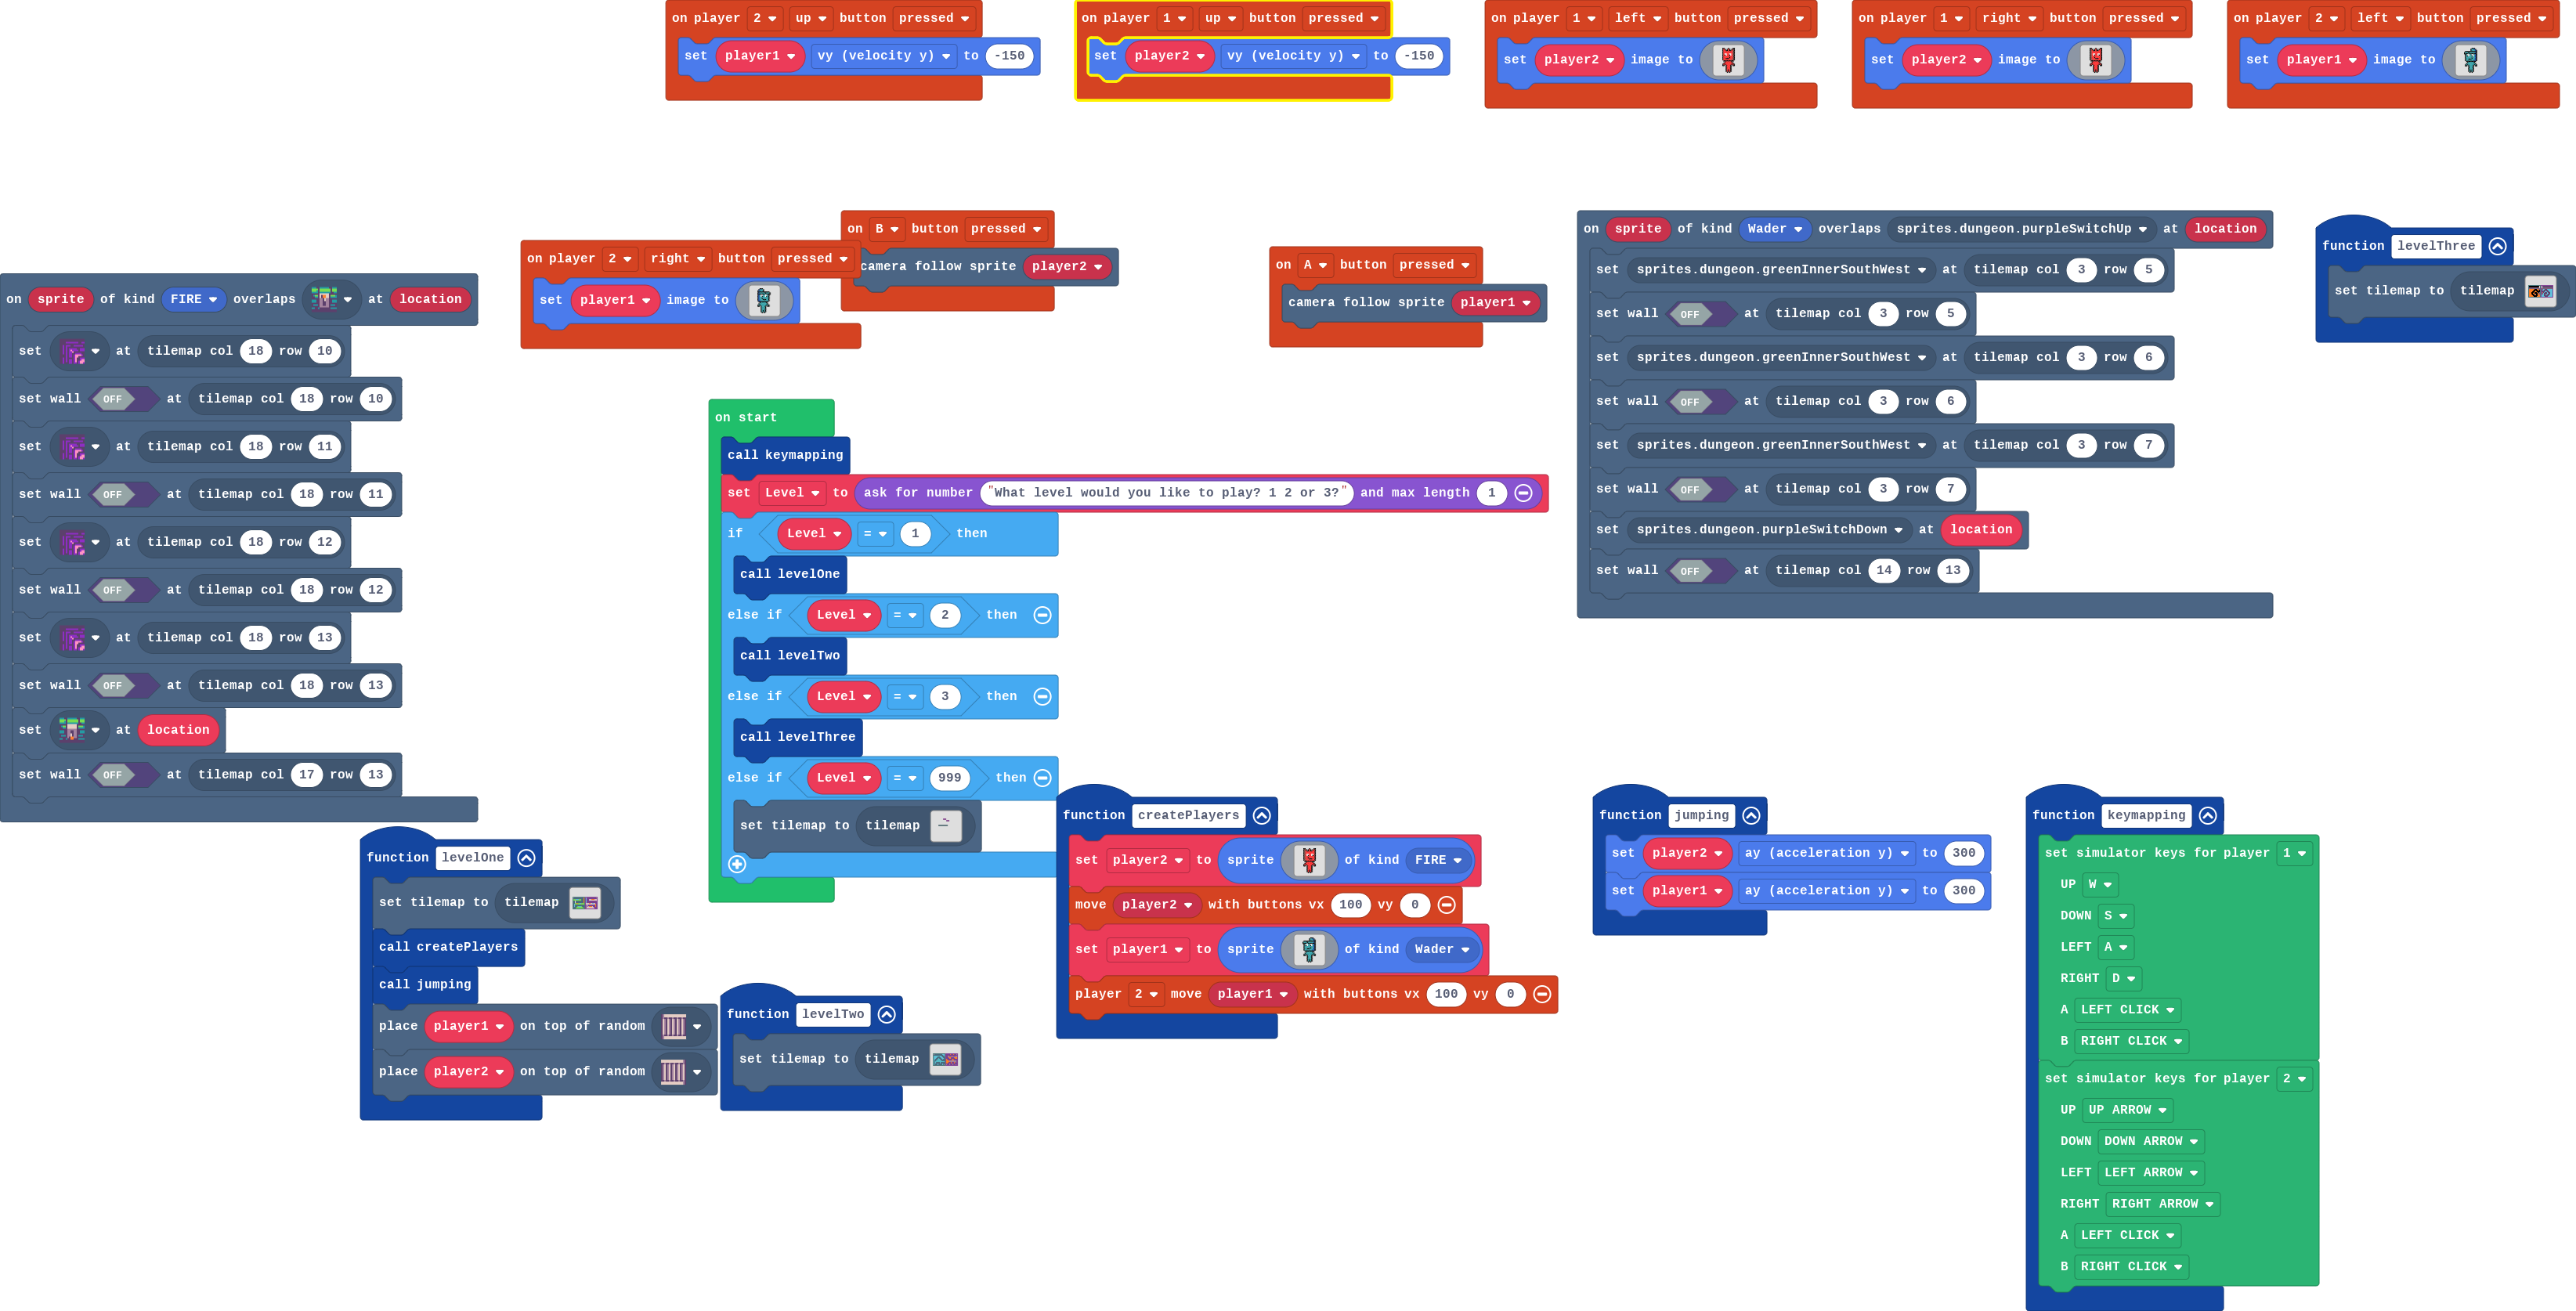 on player 2 up button pressed
set player1 vy (velocity y) to -150
on player 1 up button pressed
set player2 vy (velocity y) to -150
on player 1 left button pressed
set player2 image to
on player 1 right button pressed
set player2 image to
on player 2 left button pressed
set player1 image to
on sprite of kind FIRE overlaps at location
set at tilemap col 18 row 10
set wall OFF at tilemap col 18 row 10
set at tilemap col 18 row 11
set wall OFF at tilemap col 18 row 11
set at tilemap col 18 row 12
set wall OFF at tilemap col 18 row 12
set at tilemap col 18 row 13
set wall OFF at tilemap col 18 row 13
set at location
set wall OFF at tilemap col 17 row 13
on player 2 right button pressed
set player1 image to
on B button pressed
camera follow sprite player2
on A button pressed
camera follow sprite player1
on sprite of kind Wader overlaps sprites.dungeon.purpleSwitchUp at location
set sprites.dungeon.greenInnerSouthWest at tilemap col 3 row 5
set wall OFF at tilemap col 3 row 5
set sprites.dungeon.greenInnerSouthWest at tilemap col 3 row 6
set wall OFF at tilemap col 3 row 6
set sprites.dungeon.greenInnerSouthWest at tilemap col 3 row 7
set wall OFF at tilemap col 3 row 7
set sprites.dungeon.purpleSwitchDown at location
set wall OFF at tilemap col 14 row 13
function levelThree
set tilemap to tilemap
on start
call keymapping
set Level to ask for number "What level would you like to play? 1 2 or 3?" and max length 1
if Level = 1 then
call levelOne
else if Level = 2 then
call levelTwo
else if Level = 3 then
call levelThree
else if Level = 999 then
set tilemap to tilemap
function levelOne
set tilemap to tilemap
call createPlayers
call jumping
place player1 on top of random
place player2 on top of random
function levelTwo
set tilemap to tilemap
function createPlayers
set player2 to sprite of kind FIRE
move player2 with buttons vx 100 vy 0
set player1 to sprite of kind Wader
player 2 move player1 with buttons vx 100 vy 0
function jumping
set player2 ay (acceleration y) to 300
set player1 ay (acceleration y) to 300
function keymapping
set simulator keys for player 1
UP W
DOWN S
LEFT A
RIGHT D
A LEFT CLICK
B RIGHT CLICK
set simulator keys for player 2
UP UP ARROW
DOWN DOWN ARROW
LEFT LEFT ARROW
RIGHT RIGHT ARROW
A LEFT CLICK
B RIGHT CLICK